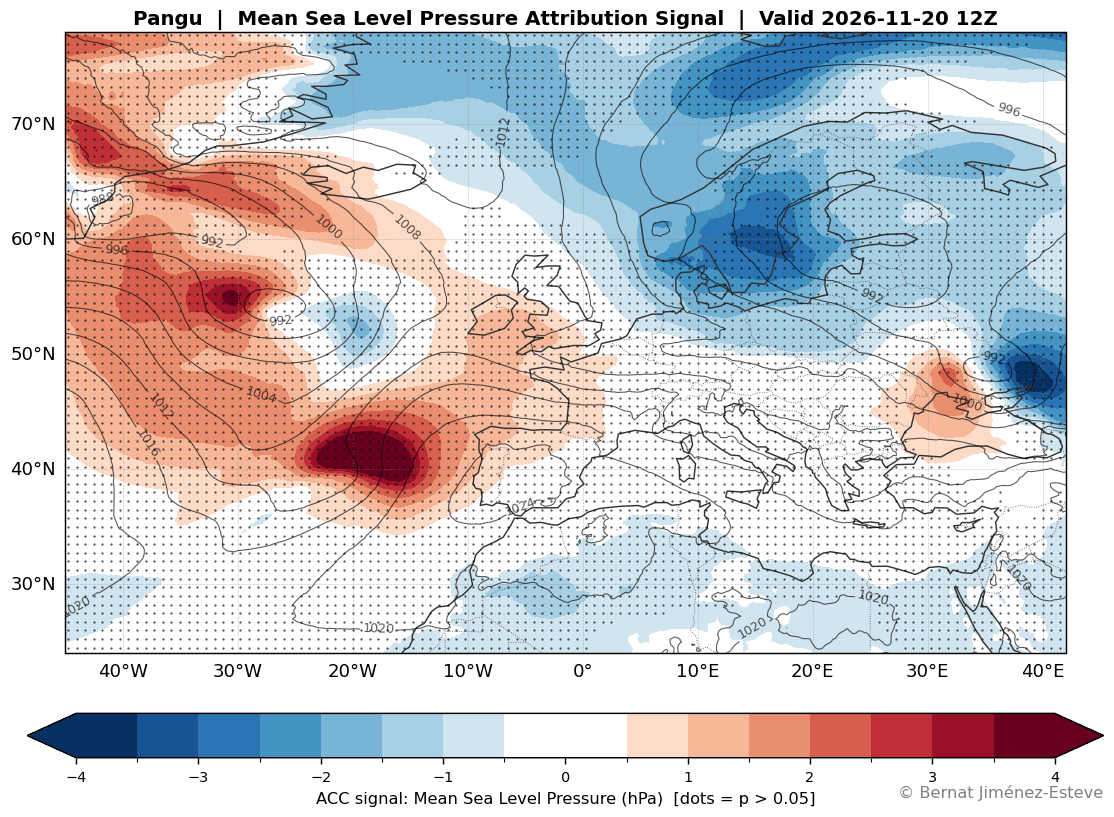 Pangu | Mean Sea Level Pressure Attribution Signal | Valid 2026-11-20 12Z
996
70°N
1012
988
1000
1008
60°N
992
996
992
992
50°N
992
1004
1000
1012
1016
40°N
1024
30°N
1020
1020
1020
1020
1020
40°W 30°W 20°W 10°W 0° 10°E 20°E 30°E 40°E
−4 −3 −2 −1 0 1 2 3 4
ACC signal: Mean Sea Level Pressure (hPa) [dots = p > 0.05]
© Bernat Jiménez-Esteve